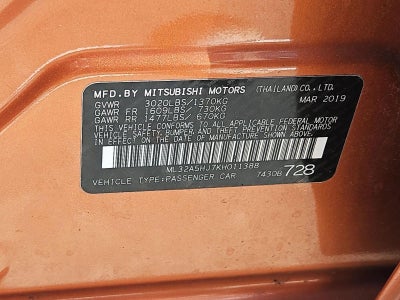 MFD.BY MITSUBISHI MOTORS (THAILAND) CO., LTD.
GVWR 3020LBS/1370KG MAR 2019
GAWR FR 1609LBS/ 730KG
GAWR RR 1477LBS/ 670KG
THIS VEHICLE CONFORMS TO ALL APPLICABLE FEDERAL MOTOR
VEHICLE SAFETY,BUMPER, AND THEFT PREVENTION STANDARDS
IN EFFECT ON THE DATE OF MANUFACTURE SHOWN ABOVE.
ML32A5HJ7KH011388
VEHICLE TYPE:PASSENGER CAR 7430B 728